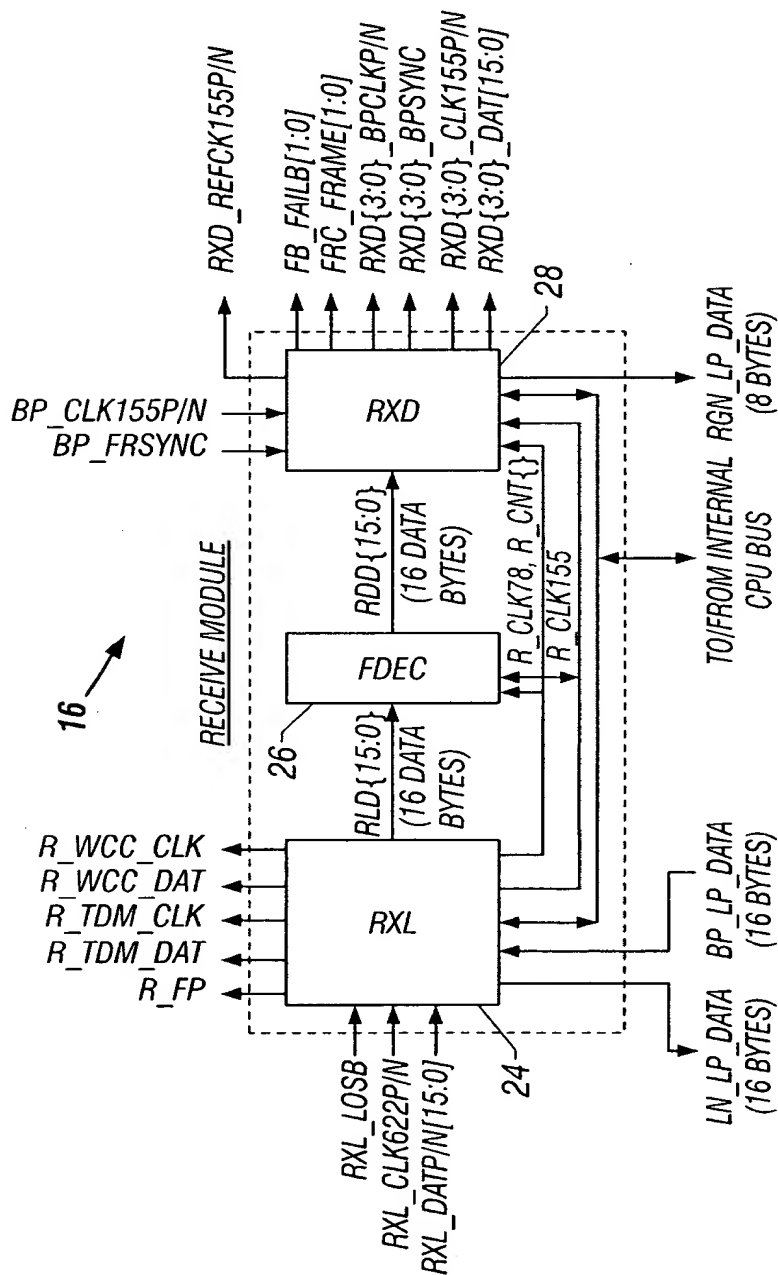 16
RECEIVE MODULE
R_WCC_CLK
R_WCC_DAT
R_TDM_CLK
R_TDM_DAT
R_FP
BP_CLK155P/N
BP_FRSYNC
RXD_REFCK155P/N
FB_FAILB[1:0]
FRC_FRAME[1:0]
RXD{3:0}_BPCLKP/N
RXD{3:0}_BPSYNC
RXD{3:0}_CLK155P/N
RXD{3:0}_DAT[15:0]
RXL_LOSB
RXL_CLK622P/N
RXL_DATP/N[15:0]
RXL
24
RLD{15:0}
(16 DATA
BYTES)
26
FDEC
RDD{15:0}
(16 DATA
BYTES)
RXD
28
R_CLK78, R_CNT{}
R_CLK155
LN_LP_DATA
(16 BYTES)
BP_LP_DATA
(16 BYTES)
TO/FROM INTERNAL
CPU BUS
RGN_LP_DATA
(8 BYTES)